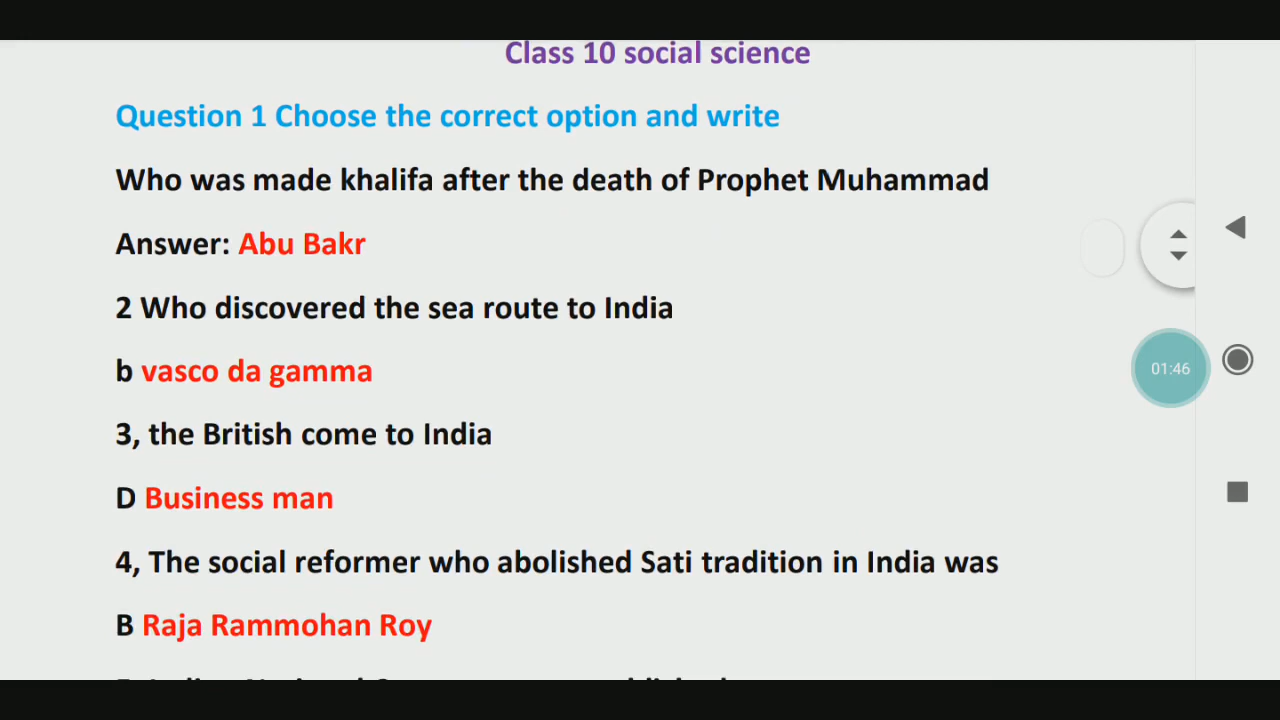 Class 10 social science
Question 1 Choose the correct option and write
Who was made khalifa after the death of Prophet Muhammad
Answer: Abu Bakr
2 Who discovered the sea route to India
b vasco da gamma
3, the British come to India
01:46
D Business man
4, The social reformer who abolished Sati tradition in India was
B Raja Rammohan Roy